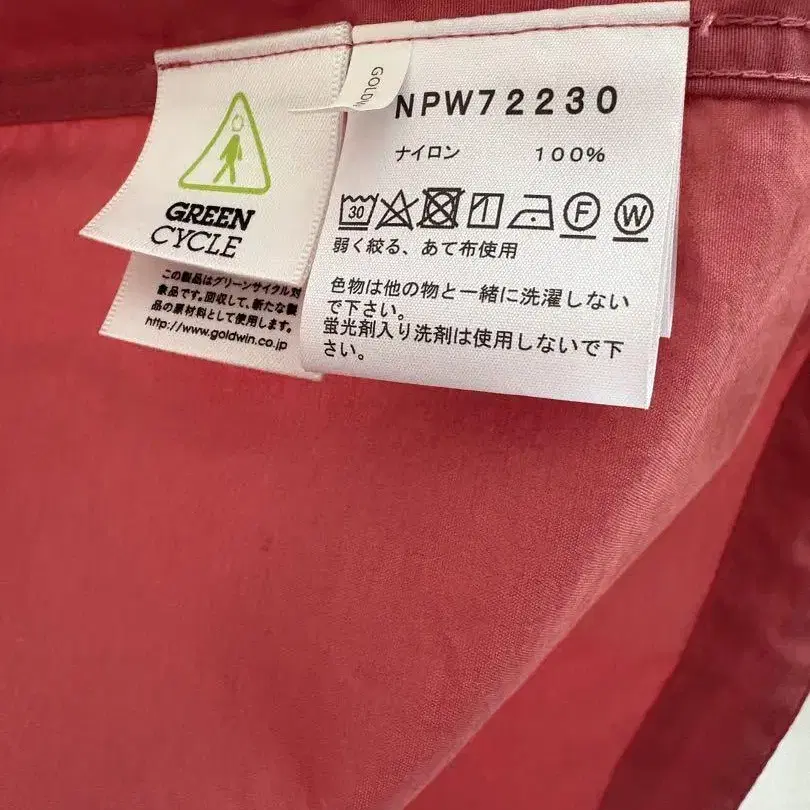 GREEN
CYCLE
この製品はグリーンサイクル対
象品です。回収して、新たな製
品の原材料として使用します。
http://www.goldwin.co.jp
NPW72230
ナイロン 100%
30
F
W
弱く絞る、あて布使用
色物は他の物と一緒に洗濯しない
で下さい。
蛍光剤入り洗剤は使用しないで下
さい。